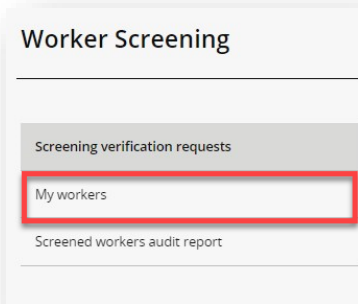 Worker Screening
Screening verification requests
My workers
Screened workers audit report